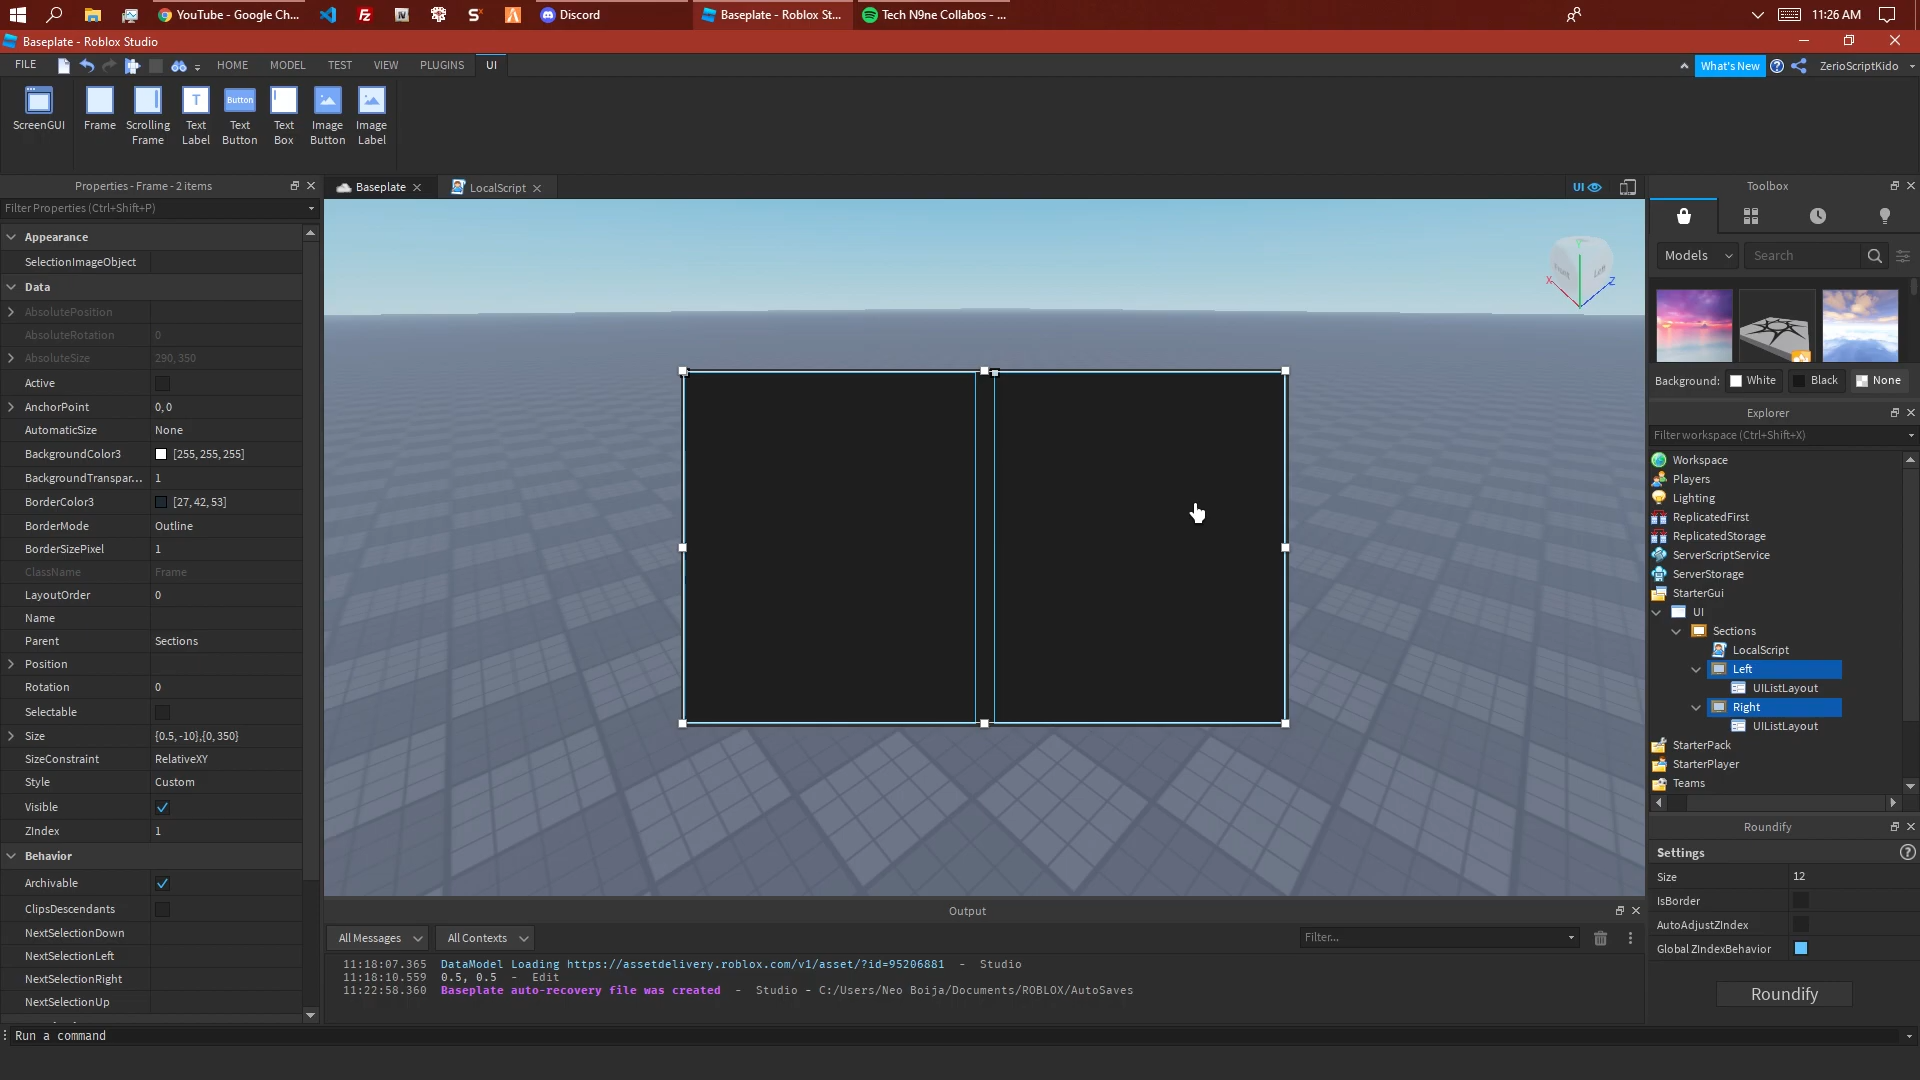 YouTube - Google Ch...
Discord
Baseplate - Roblox St...
Tech N9ne Collabos - ...
11:26 AM
Baseplate - Roblox Studio
FILE
HOME
MODEL
TEST
VIEW
PLUGINS
UI
What's New
ZerioScriptKido
ScreenGUI
Frame
Scrolling
Frame
Text
Label
Button
Text
Button
Text
Box
Image
Button
Image
Label
Properties - Frame - 2 items
Filter Properties (Ctrl+Shift+P)
Appearance
SelectionImageObject
Data
AbsolutePosition
AbsoluteRotation 0
AbsoluteSize 290, 350
Active
AnchorPoint 0, 0
AutomaticSize None
BackgroundColor3 [255, 255, 255]
BackgroundTranspar... 1
BorderColor3 [27, 42, 53]
BorderMode Outline
BorderSizePixel 1
ClassName Frame
LayoutOrder 0
Name
Parent Sections
Position
Rotation 0
Selectable
Size {0.5, -10},{0, 350}
SizeConstraint RelativeXY
Style Custom
Visible
ZIndex 1
Behavior
Archivable
ClipsDescendants
NextSelectionDown
NextSelectionLeft
NextSelectionRight
NextSelectionUp
Baseplate
LocalScript
UI
X
Z
Left
Output
All Messages
All Contexts
Filter...
11:18:07.365 DataModel Loading https://assetdelivery.roblox.com/v1/asset/?id=95206881 - Studio
11:18:10.559 0.5, 0.5 - Edit
11:22:58.360 Baseplate auto-recovery file was created - Studio - C:/Users/Neo Boija/Documents/ROBLOX/AutoSaves
Run a command
Toolbox
Models
Search
Background: White Black None
Explorer
Filter workspace (Ctrl+Shift+X)
Workspace
Players
Lighting
ReplicatedFirst
ReplicatedStorage
ServerScriptService
ServerStorage
StarterGui
UI
Sections
LocalScript
Left
UIListLayout
Right
UIListLayout
StarterPack
StarterPlayer
Teams
Roundify
Settings
Size 12
IsBorder
AutoAdjustZIndex
Global ZIndexBehavior
Roundify